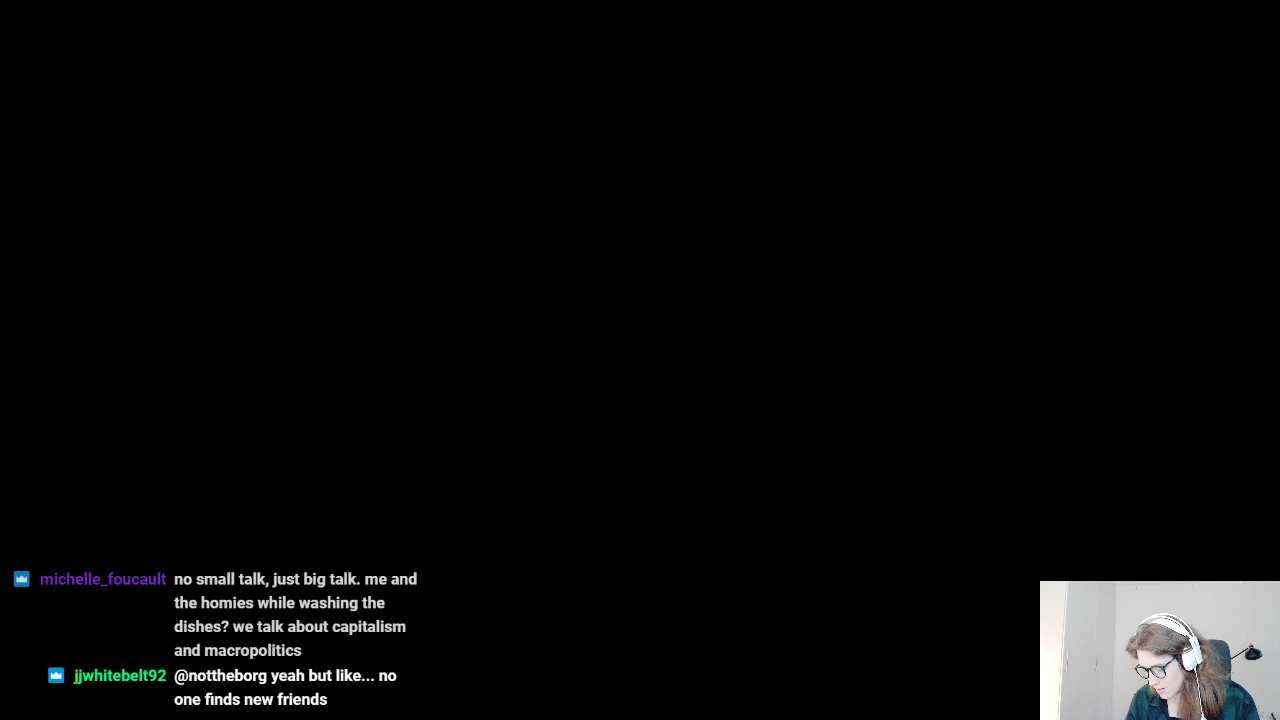 michelle_foucault no small talk, just big talk. me and
the homies while washing the
dishes? we talk about capitalism
and macropolitics
jjwhitebelt92 @nottheborg yeah but like... no
one finds new friends